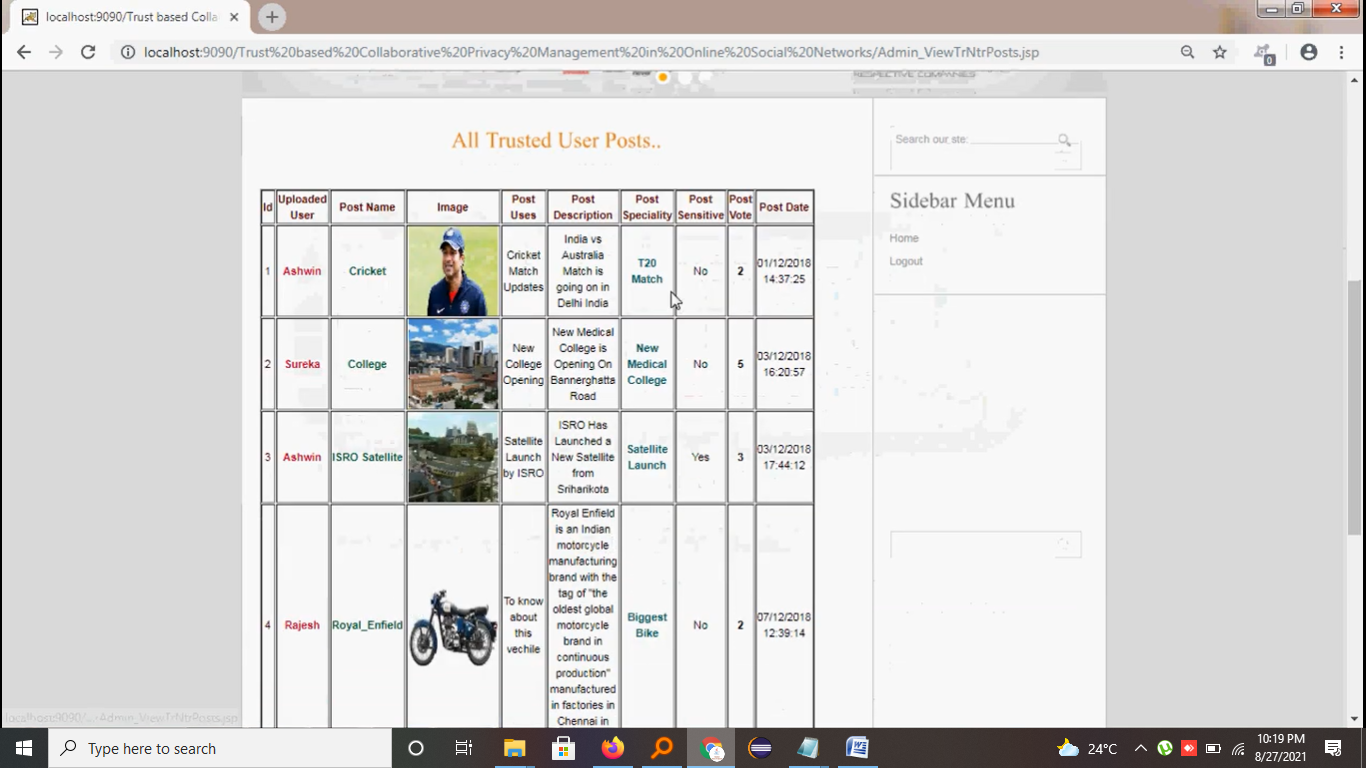 localhost:9090/Trust based Colla
localhost:9090/Trust%20based%20Collaborative%20Privacy%20Management%20in%20Online%20Social%20Networks/Admin_ViewTrNtrPosts.jsp
0
RESPECTIVE COMPANIES
All Trusted User Posts..
Search our ste:
Sidebar Menu
Home
Logout
Id Uploaded User Post Name Image Post Uses Post Description Post Speciality Post Sensitive Post Vote Post Date
1 Ashwin Cricket Cricket Match Updates India vs Australia Match is going on in Delhi India T20 Match No 2 01/12/2018 14:37:25
2 Sureka College New College Opening New Medical College is Opening On Bannerghatta Road New Medical College No 5 03/12/2018 16:20:57
3 Ashwin ISRO Satellite Satellite Launch by ISRO ISRO Has Launched a New Satellite from Sriharikota Satellite Launch Yes 3 03/12/2018 17:44:12
4 Rajesh Royal_Enfield To know about this vechile Royal Enfield is an Indian motorcycle manufacturing brand with the tag of "the oldest global motorcycle brand in continuous production" manufactured in factories in Chennai in Biggest Bike No 2 07/12/2018 12:39:14
localhost:9090/...-Admin_ViewTrNtrPosts.jsp
Type here to search
24°C
10:19 PM
8/27/2021